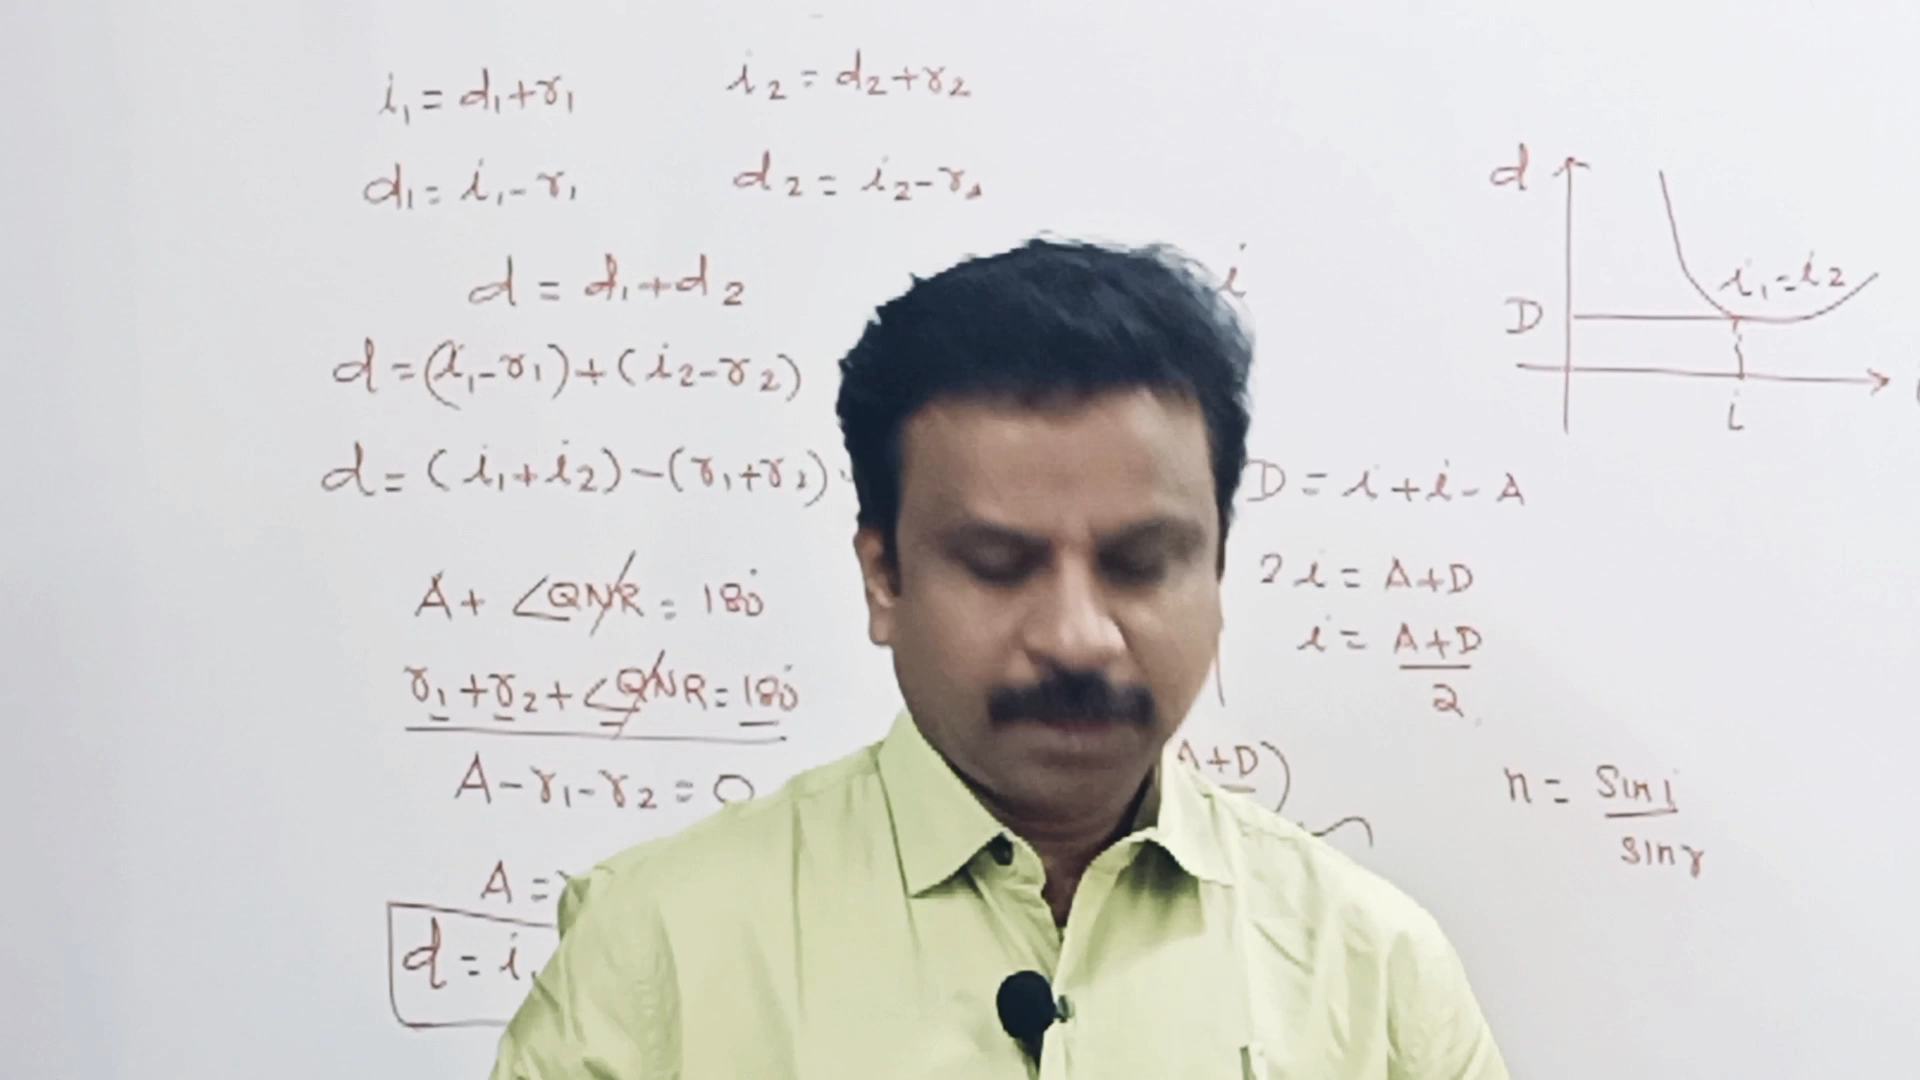 i₁ = d₁+r₁
i₂ = d₂+r₂
d₁ = i₁-r₁
d₂ = i₂-r₂
d = d₁+d₂
d = (i₁-r₁)+(i₂-r₂)
d = (i₁+i₂)-(r₁+r₂)
A+ ∠QNR = 180°
r₁+r₂+∠QNR = 180°
A-r₁-r₂ = 0
A =
d = i₁
i
d
i₁=i₂
D
i
D = i+i-A
2i = A+D
i = A+D
2
A+D)
n = sin i
sin r